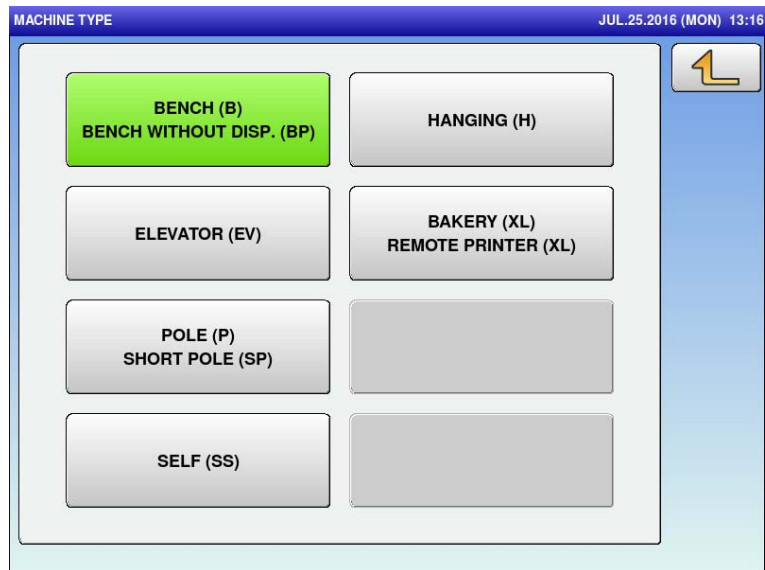 MACHINE TYPE
JUL.25.2016 (MON) 13:16
BENCH (B)
BENCH WITHOUT DISP. (BP)
HANGING (H)
ELEVATOR (EV)
BAKERY (XL)
REMOTE PRINTER (XL)
POLE (P)
SHORT POLE (SP)
SELF (SS)